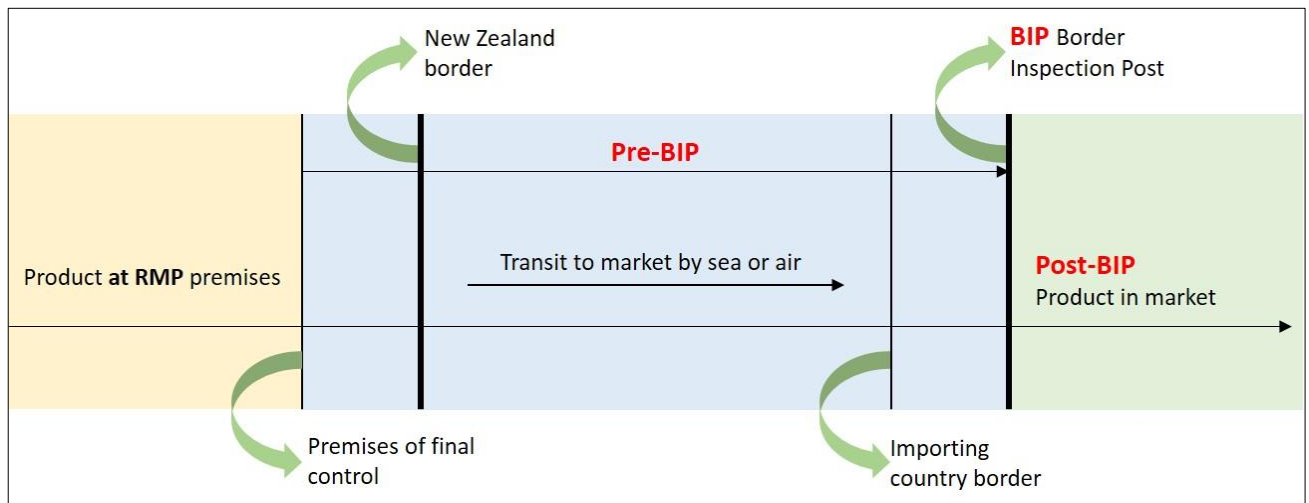 New Zealand
border
BIP Border
Inspection Post
Pre-BIP
Product at RMP premises
Transit to market by sea or air
Post-BIP
Product in market
Premises of final
control
Importing
country border